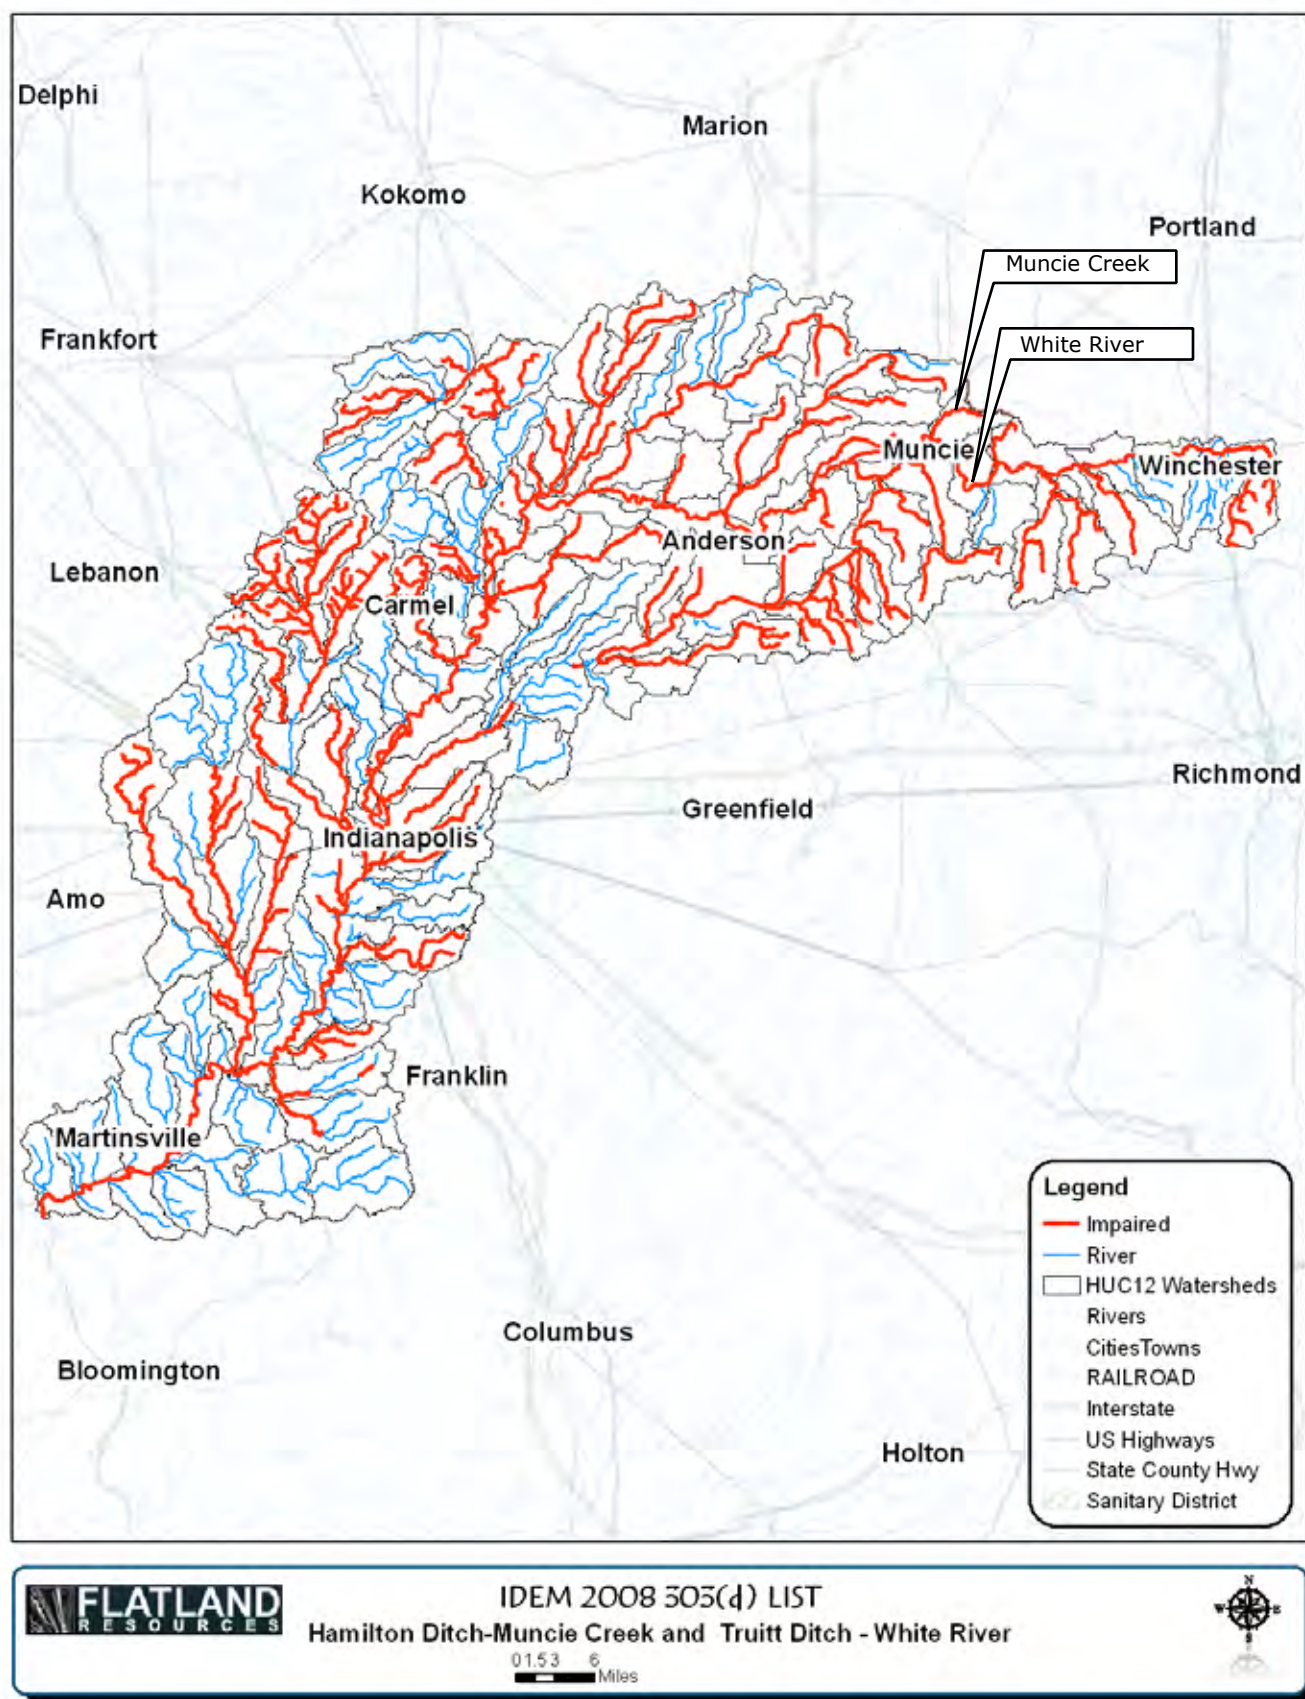 Delphi
Marion
Kokomo
Portland
Muncie Creek
Frankfort
White River
Muncie
Winchester
Anderson
Lebanon
Carmel
Richmond
Greenfield
Indianapolis
Amo
Franklin
Martinsville
Columbus
Bloomington
Holton
Legend
Impaired
River
HUC12 Watersheds
Rivers
CitiesTowns
RAILROAD
Interstate
US Highways
State County Hwy
Sanitary District
FLATLAND
RESOURCES
IDEM 2008 303(d) LIST
Hamilton Ditch-Muncie Creek and Truitt Ditch - White River
0 1.5 3 6
Miles
N
W E
S